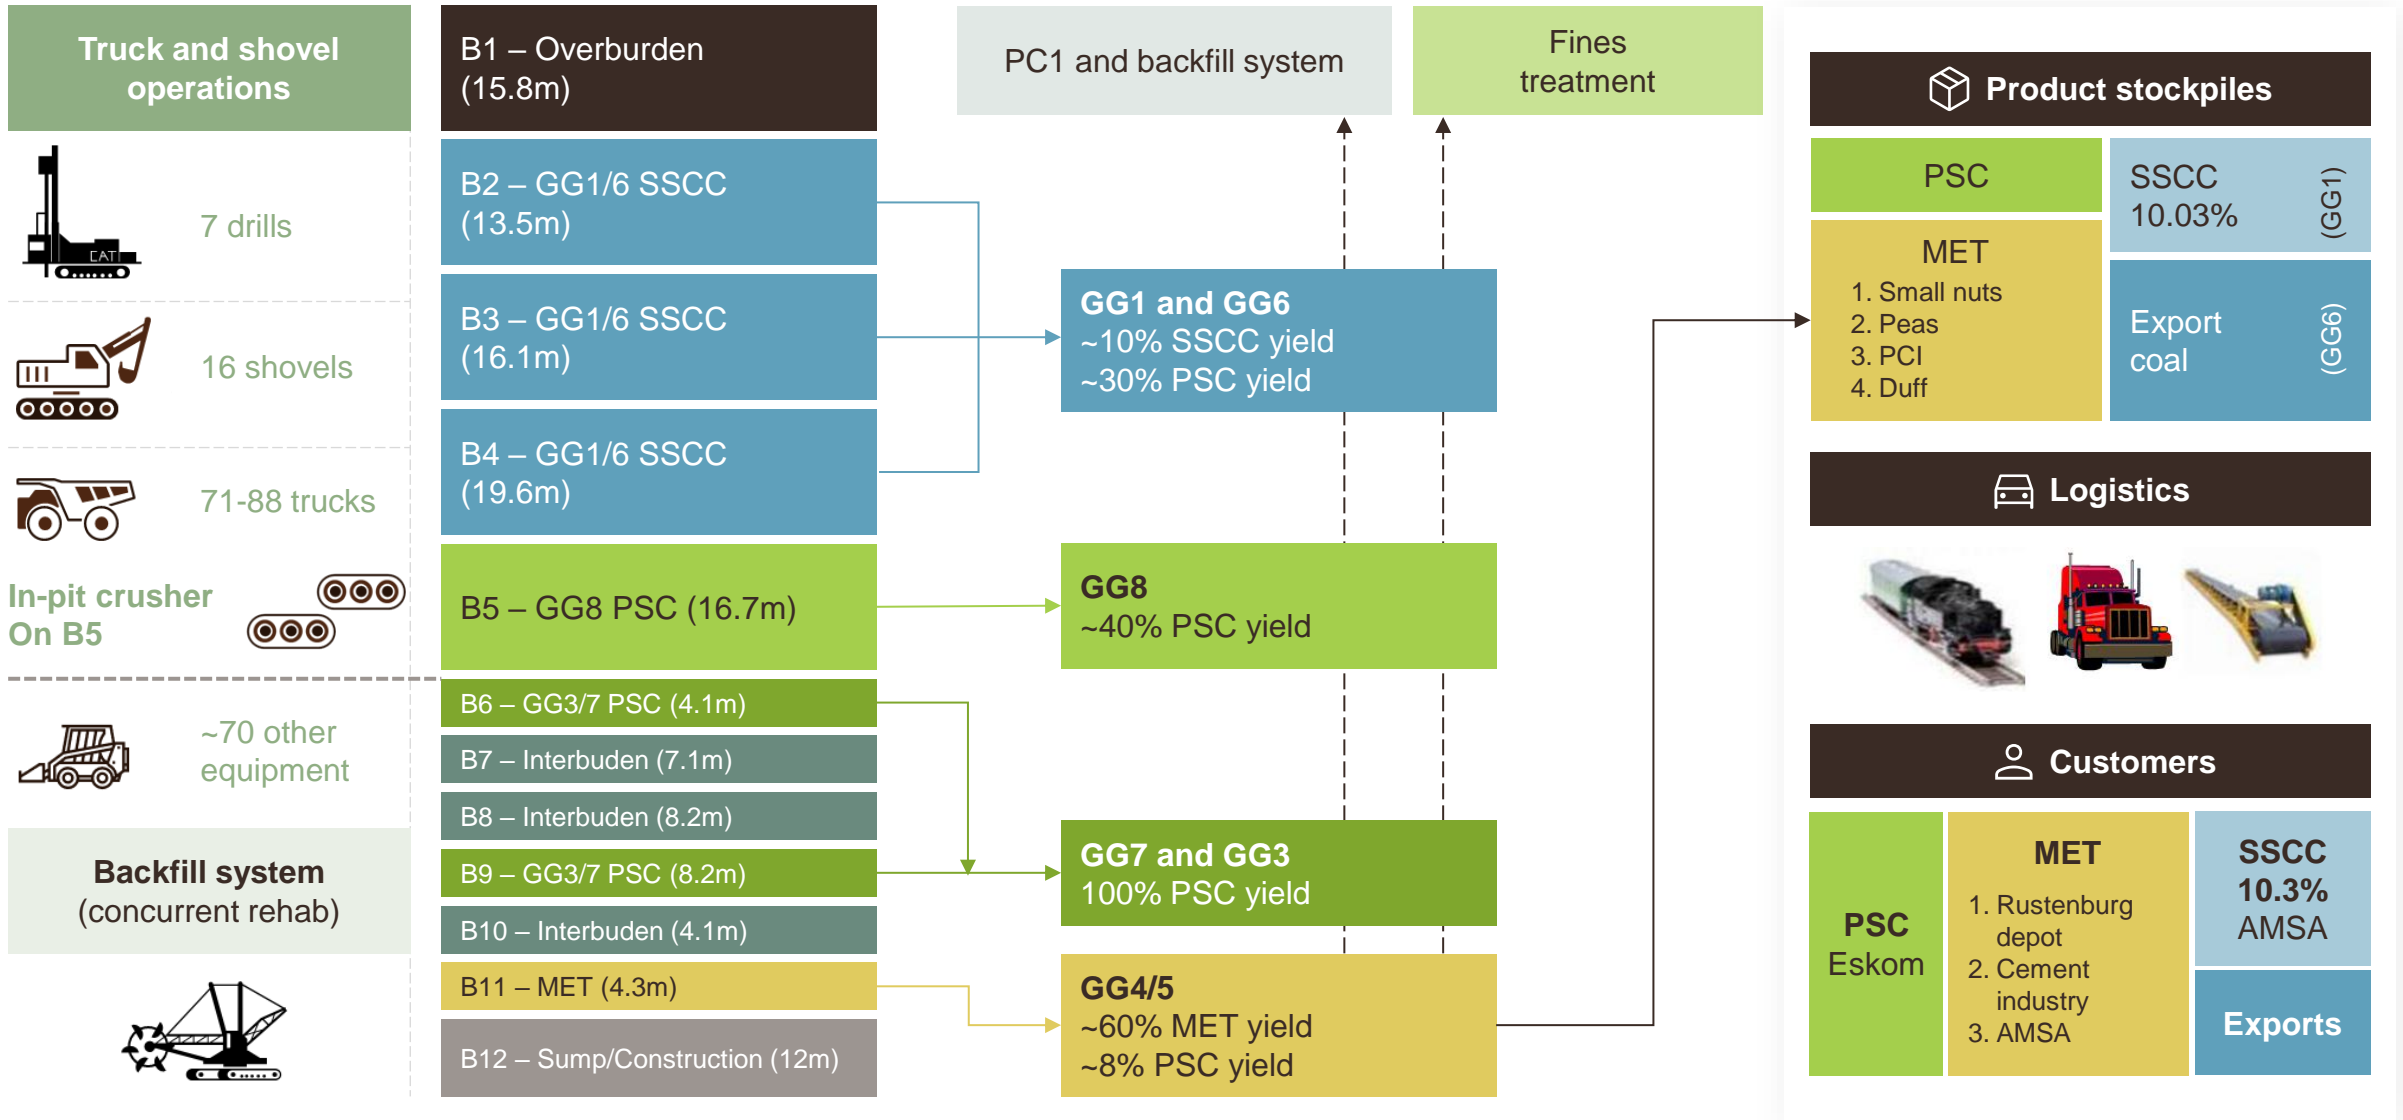 Truck and shovel
operations
7 drills
CAT
16 shovels
71-88 trucks
In-pit crusher
On B5
~70 other
equipment
Backfill system
(concurrent rehab)
B1 – Overburden
(15.8m)
B2 – GG1/6 SSCC
(13.5m)
B3 – GG1/6 SSCC
(16.1m)
B4 – GG1/6 SSCC
(19.6m)
B5 – GG8 PSC (16.7m)
B6 – GG3/7 PSC (4.1m)
B7 – Interbuden (7.1m)
B8 – Interbuden (8.2m)
B9 – GG3/7 PSC (8.2m)
B10 – Interbuden (4.1m)
B11 – MET (4.3m)
B12 – Sump/Construction (12m)
PC1 and backfill system
Fines
treatment
GG1 and GG6
~10% SSCC yield
~30% PSC yield
GG8
~40% PSC yield
GG7 and GG3
100% PSC yield
GG4/5
~60% MET yield
~8% PSC yield
Product stockpiles
PSC
MET
1. Small nuts
2. Peas
3. PCI
4. Duff
SSCC
10.03%
(GG1)
Export
coal
(GG6)
Logistics
Customers
PSC
Eskom
MET
1. Rustenburg
depot
2. Cement
industry
3. AMSA
SSCC
10.3%
AMSA
Exports